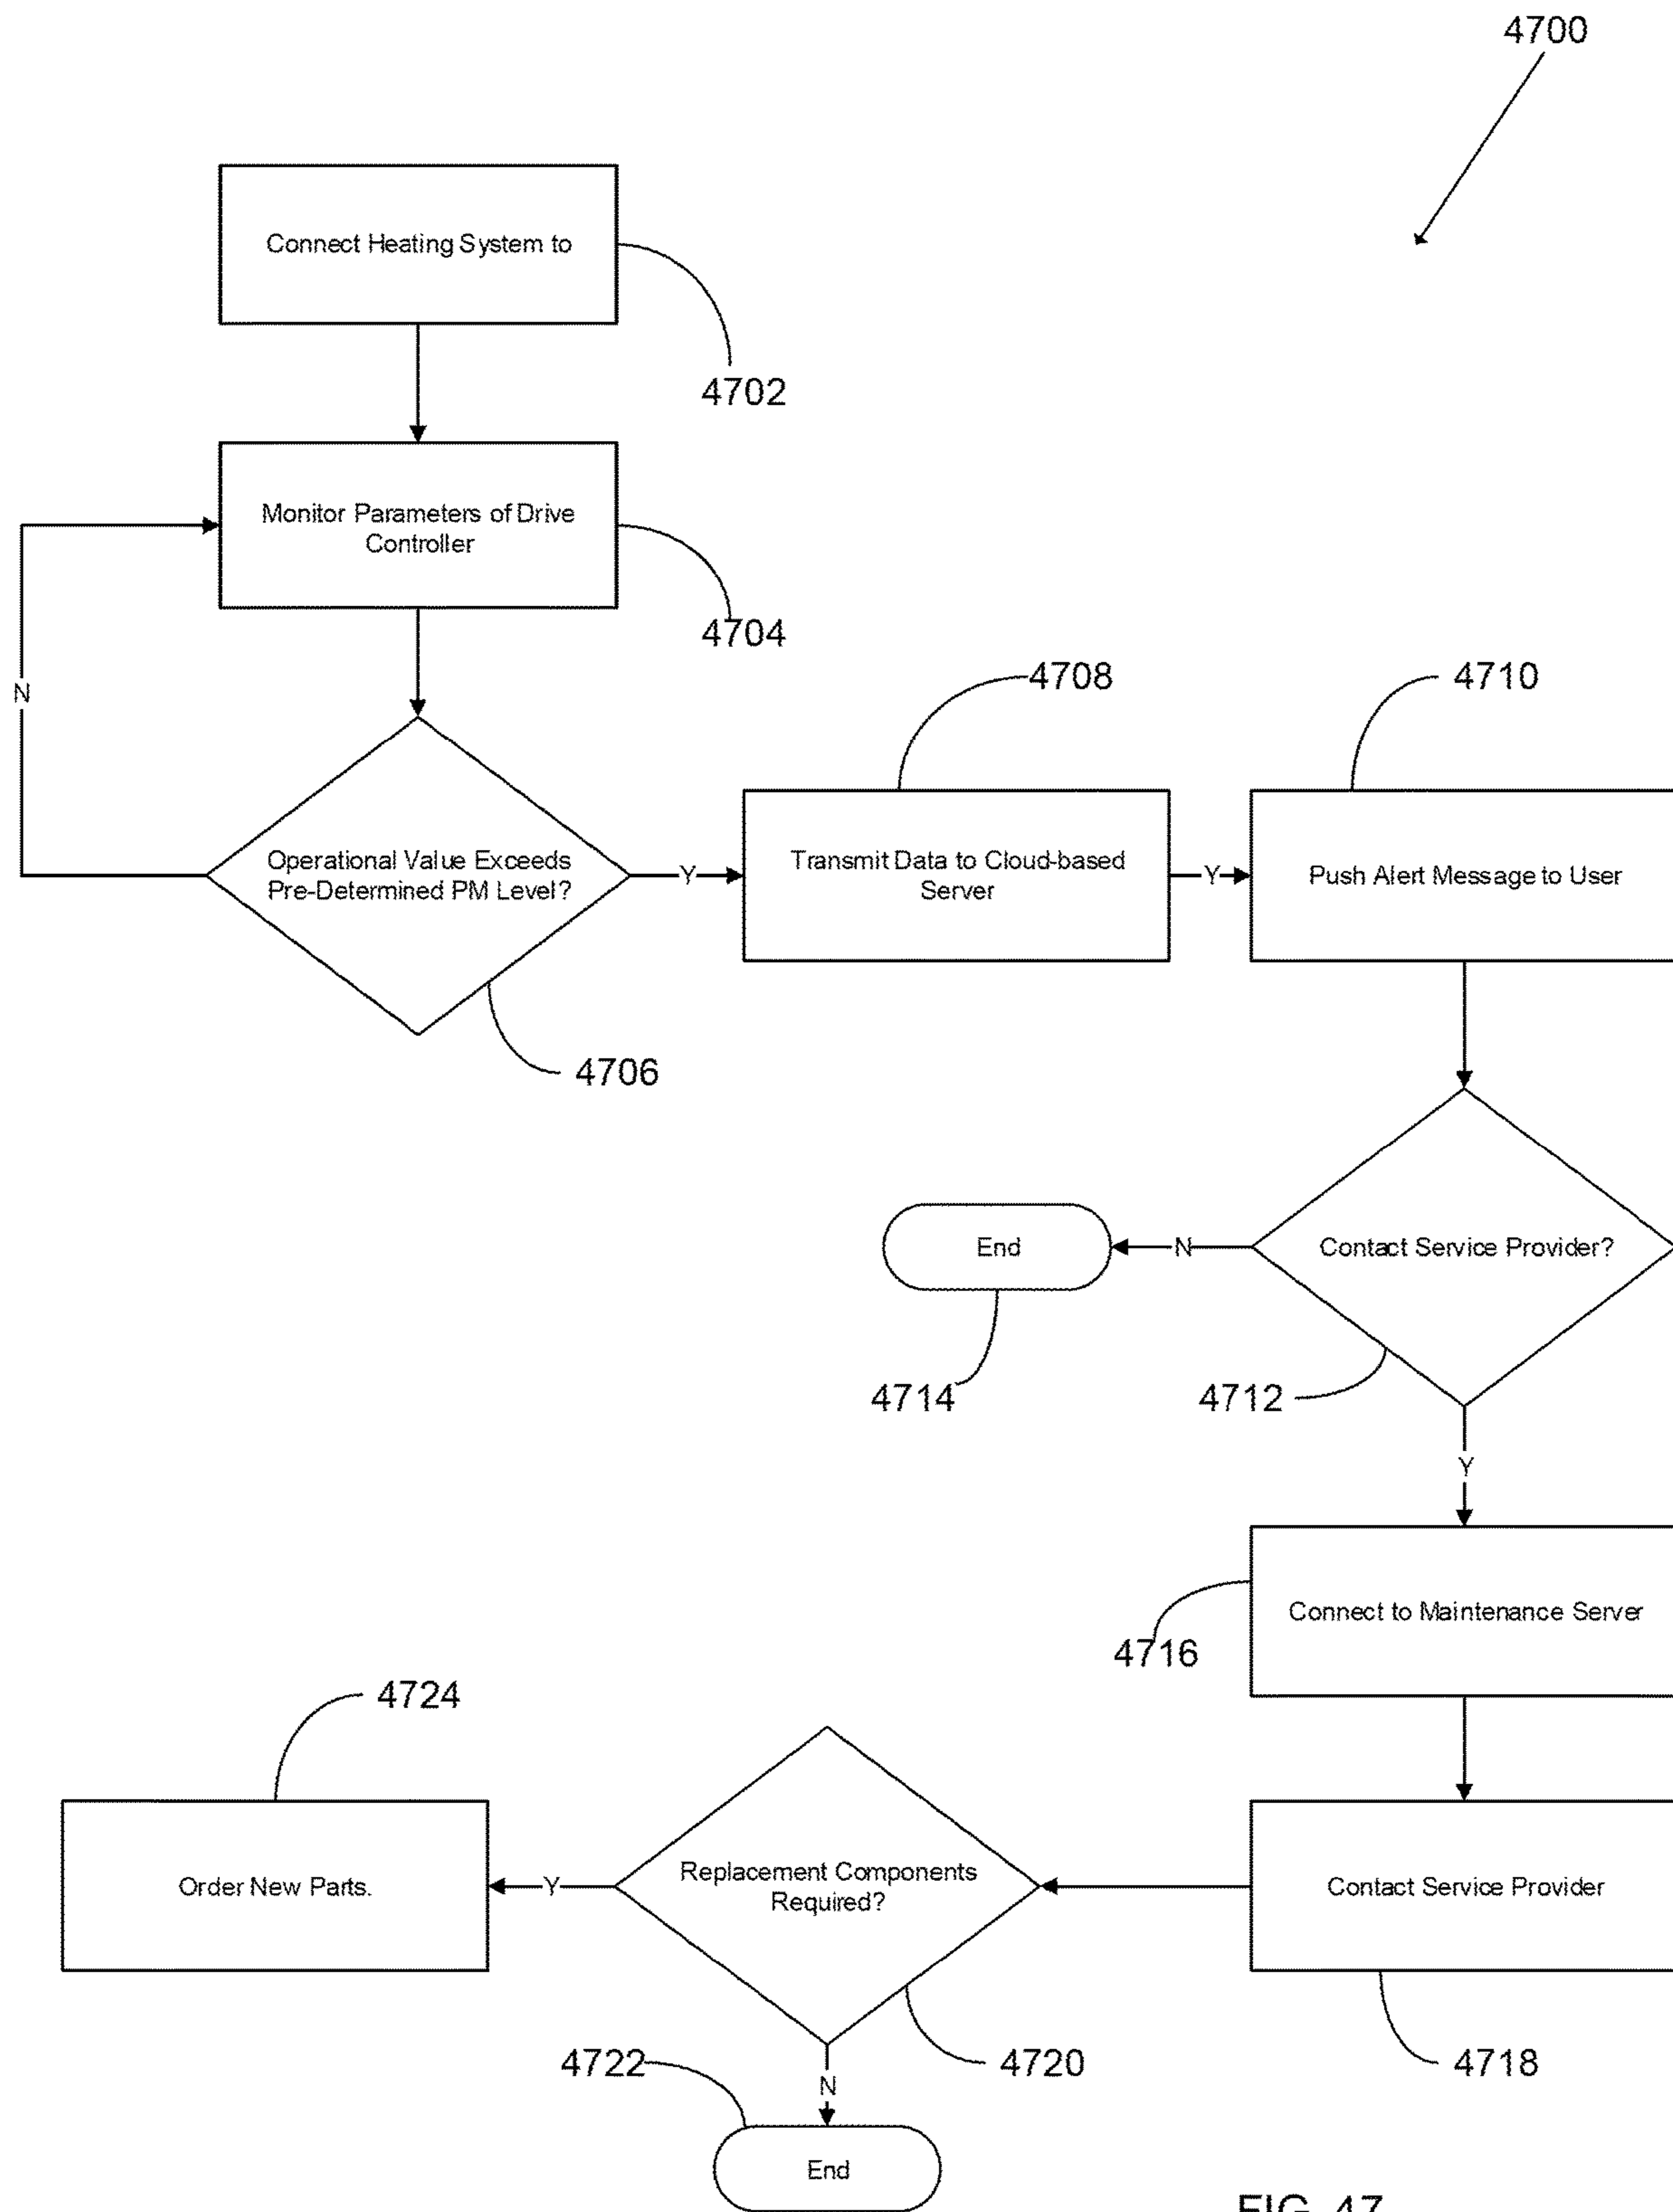 4700
Connect Heating System to
4702
Monitor Parameters of Drive
Controller
4704
N
4708
4710
Operational Value Exceeds
Pre-Determined PM Level?
Y
Transmit Data to Cloud-based
Server
Y
Push Alert Message to User
4706
End
N
Contact Service Provider?
4714
4712
Y
Connect to Maintenance Server
4716
4724
Order New Parts.
Y
Replacement Components
Required?
Contact Service Provider
4722
4720
4718
N
End
FIG. 47